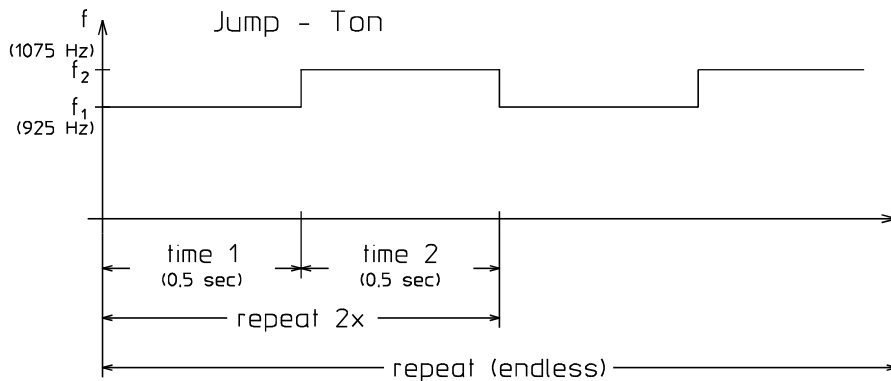 f
Jump - Ton
(1075 Hz)
f₂
f₁
(925 Hz)
time 1
(0,5 sec)
time 2
(0,5 sec)
repeat 2x
repeat (endless)